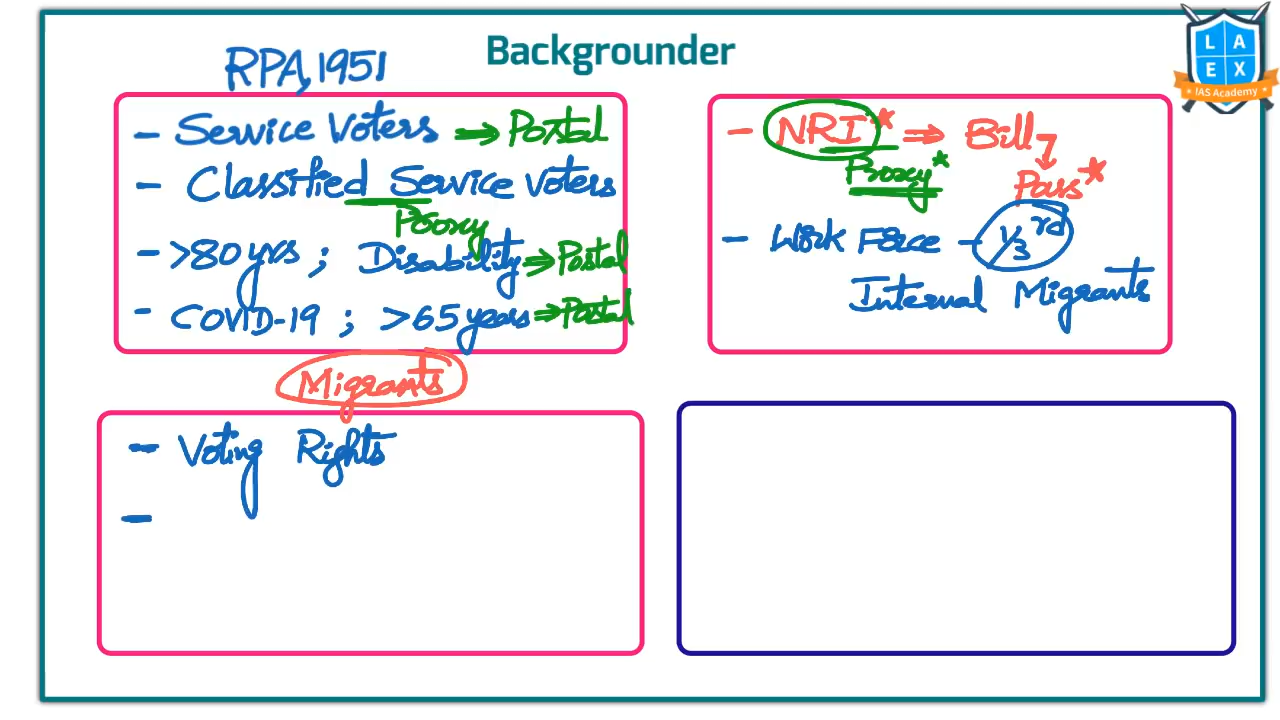 Backgrounder
L A
E X
IAS Academy
RPA, 1951
- Service Voters ⇒ Postal
- Classified Service Voters
Proxy
- >80 yrs ; Disability ⇒ Postal
- COVID-19 ; >65 years ⇒ Postal
- NRI* ⇒ Bill
Proxy* Pass*
- Work Force - 1/3rd
Internal Migrants
Migrants
- Voting Rights
-